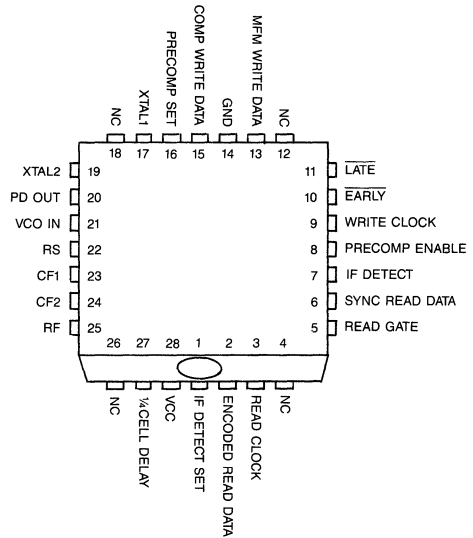 NC
XTAL1
PRECOMP SET
COMP WRITE DATA
GND
MFM WRITE DATA
NC
18
17
16
15
14
13
12
XTAL2 19
PD OUT 20
VCO IN 21
RS 22
CF1 23
CF2 24
RF 25
11 LATE
10 EARLY
9 WRITE CLOCK
8 PRECOMP ENABLE
7 IF DETECT
6 SYNC READ DATA
5 READ GATE
26
27
28
1
2
3
4
NC
¼CELL DELAY
VCC
IF DETECT SET
ENCODED READ DATA
READ CLOCK
NC